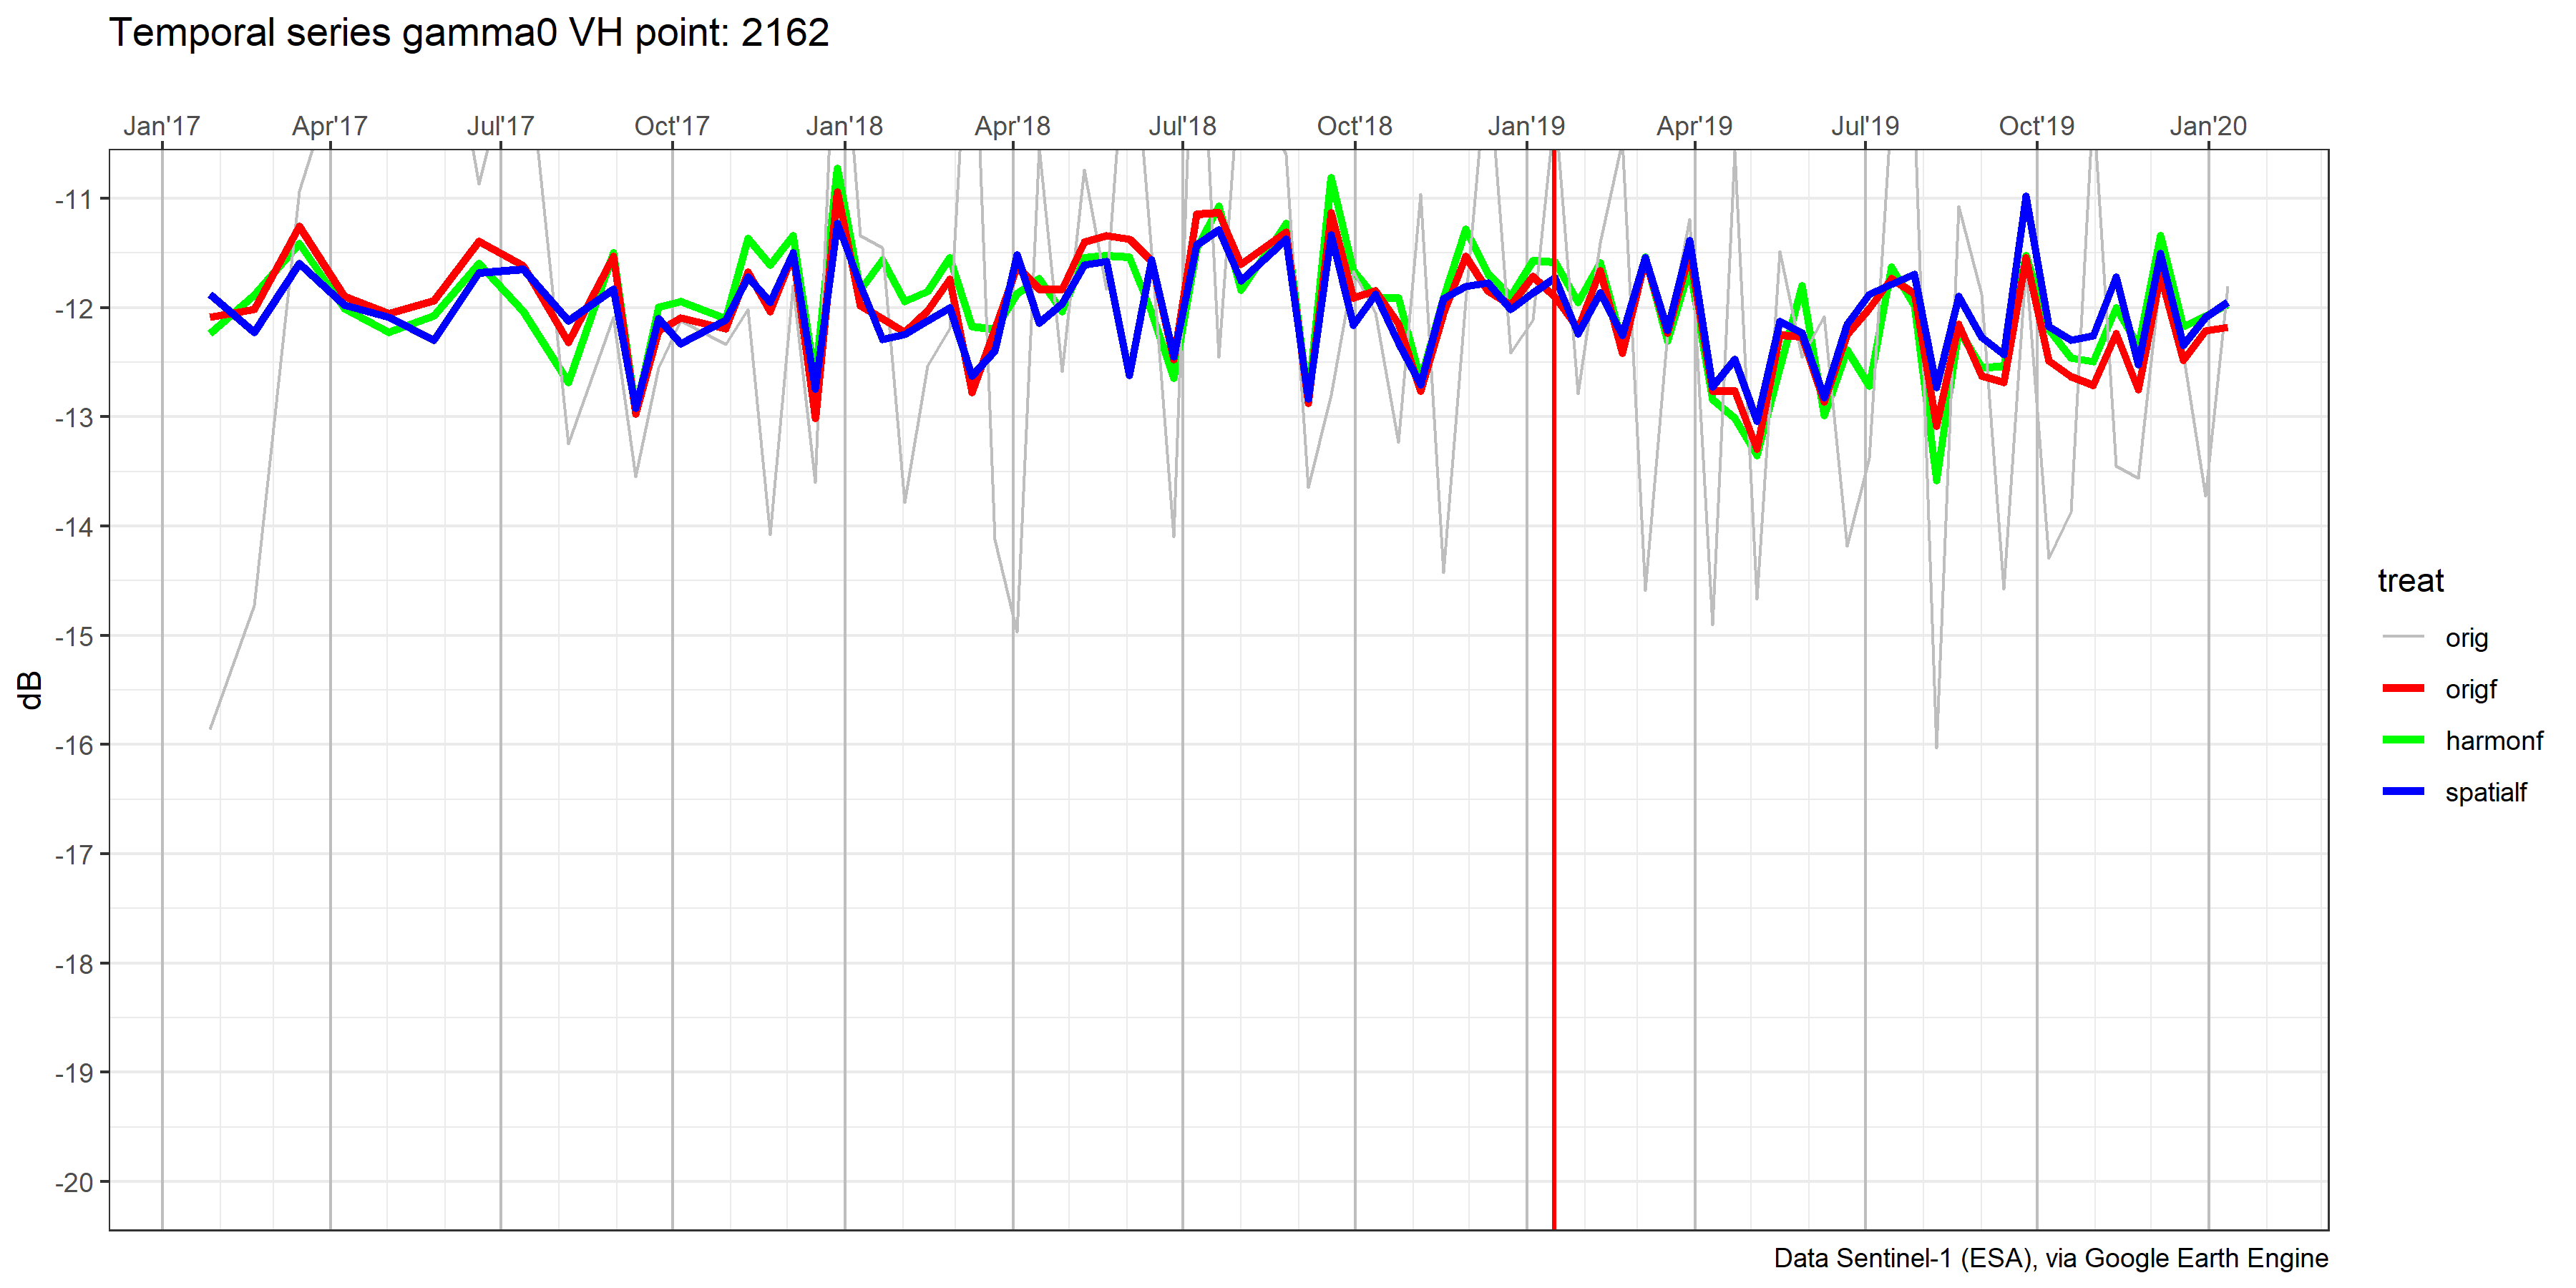 Temporal series gamma0 VH point: 2162
Jan'17 Apr'17 Jul'17 Oct'17 Jan'18 Apr'18 Jul'18 Oct'18 Jan'19 Apr'19 Jul'19 Oct'19 Jan'20
-11
-12
-13
-14
-15
-16
-17
-18
-19
-20
dB
treat
orig
origf
harmonf
spatialf
Data Sentinel-1 (ESA), via Google Earth Engine